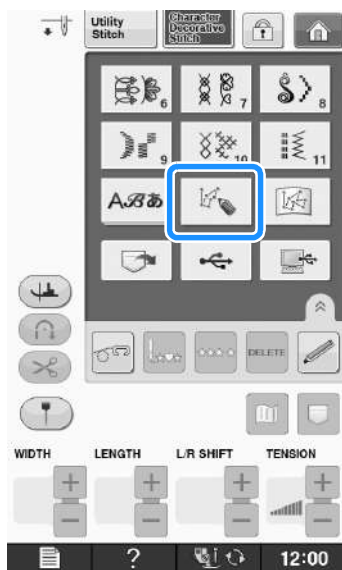 Utility
Stitch
Character
Decorative
Stitch
6
7
8
9
10
11
ABあ
DELETE
WIDTH
LENGTH
L/R SHIFT
TENSION
+
+
+
+
−
−
−
−
?
12:00